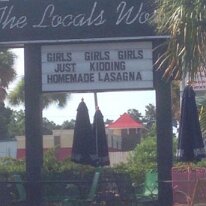 The Locals
GIRLS GIRLS GIRLS
JUST KIDDING
HOMEMADE LASAGNA